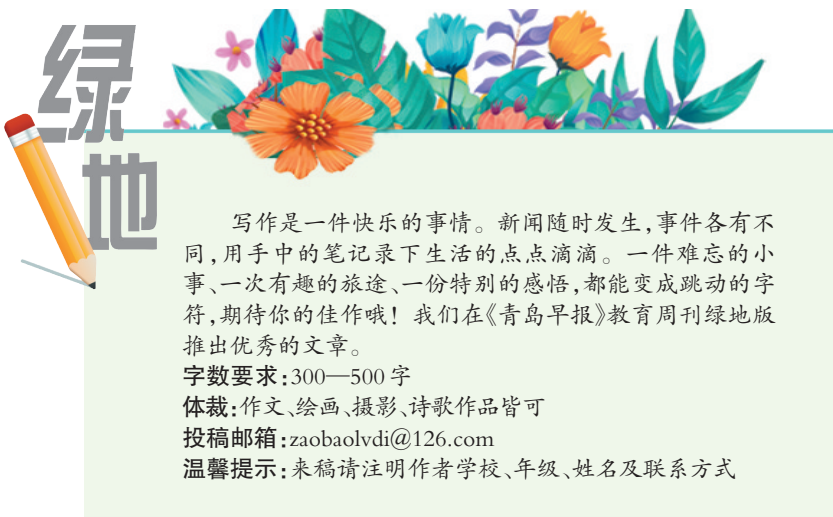 绿
地
写作是一件快乐的事情。新闻随时发生,事件各有不
同,用手中的笔记录下生活的点点滴滴。一件难忘的小
事、一次有趣的旅途、一份特别的感悟,都能变成跳动的字
符,期待你的佳作哦！我们在《青岛早报》教育周刊绿地版
推出优秀的文章。
字数要求:300—500字
体裁:作文、绘画、摄影、诗歌作品皆可
投稿邮箱:zaobaolvdi@126.com
温馨提示:来稿请注明作者学校、年级、姓名及联系方式